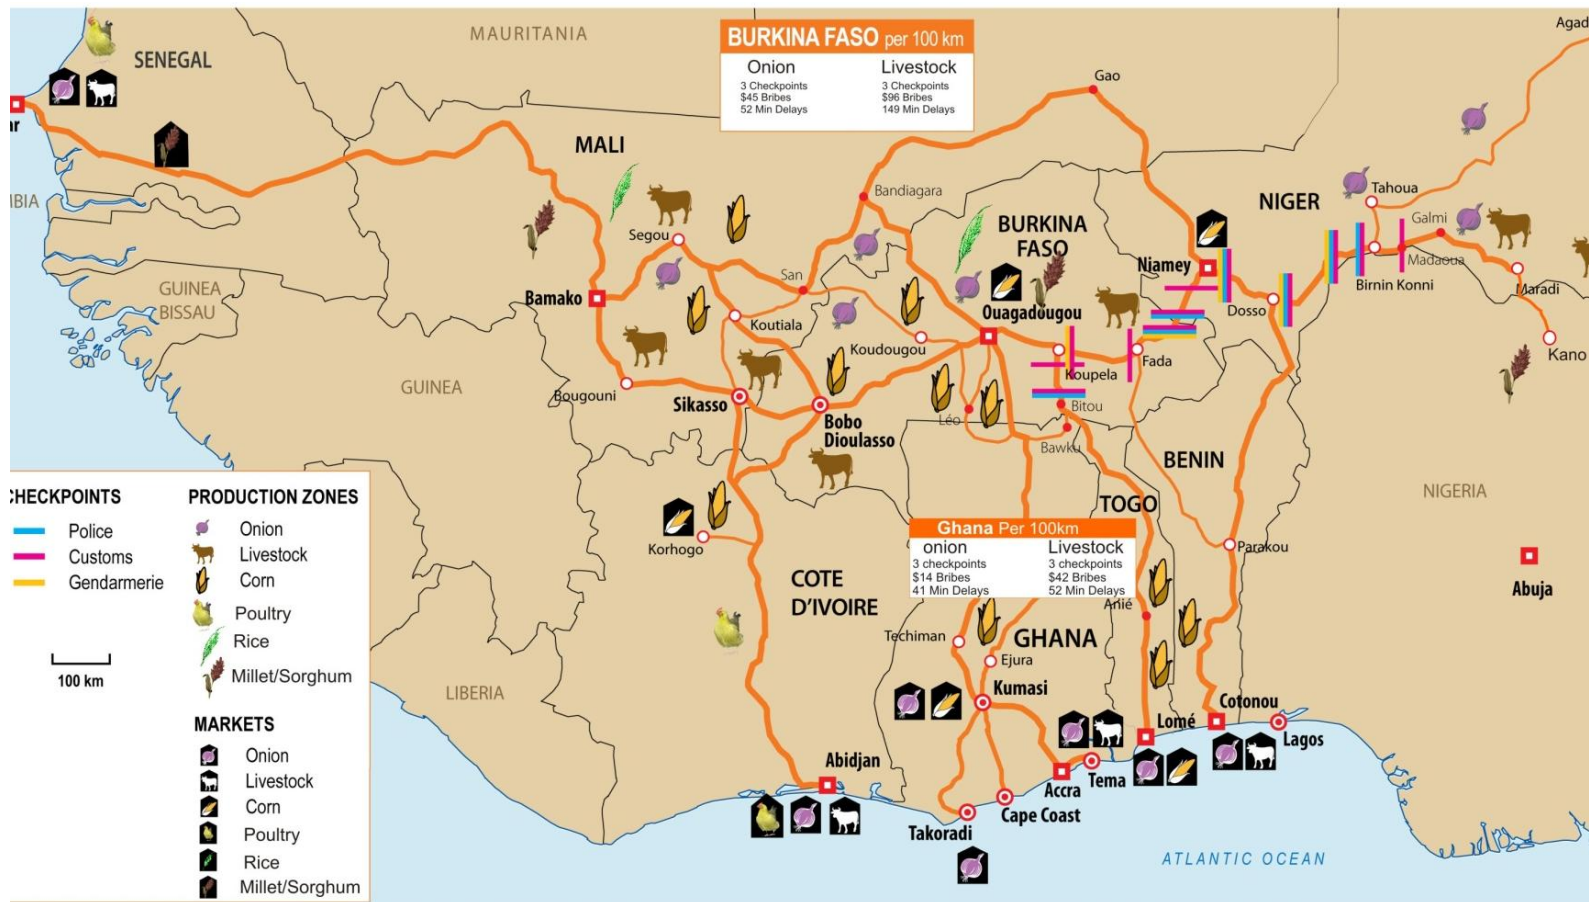 MAURITANIA
SENEGAL
BURKINA FASO per 100 km
Onion Livestock
3 Checkpoints 3 Checkpoints
$45 Bribes $96 Bribes
52 Min Delays 149 Min Delays
Agad
Gao
ar
MALI
MBIA
Bandiagara
BURKINA
FASO
NIGER
Tahoua
Galmi
Segou
San
Niamey
Madaoua
Birnin Konni
Maradi
GUINEA
BISSAU
Bamako
Koutiala
Ouagadougou
Dosso
Koudougou
Kano
GUINEA
Bougouni
Koupela
Fada
Sikasso
Bobo
Dioulasso
Léo
Bitou
Bawku
BENIN
NIGERIA
TOGO
CHECKPOINTS
Police
Customs
Gendarmerie
100 km
PRODUCTION ZONES
Onion
Livestock
Corn
Poultry
Rice
Millet/Sorghum
MARKETS
Onion
Livestock
Corn
Poultry
Rice
Millet/Sorghum
Korhogo
Ghana Per 100km
onion Livestock
3 checkpoints 3 checkpoints
$14 Bribes $42 Bribes
41 Min Delays 52 Min Delays
Parakou
COTE
D'IVOIRE
Anié
Abuja
Techiman
GHANA
Ejura
LIBERIA
Kumasi
Cotonou
Lomé
Lagos
Abidjan
Tema
Accra
Cape Coast
Takoradi
ATLANTIC OCEAN